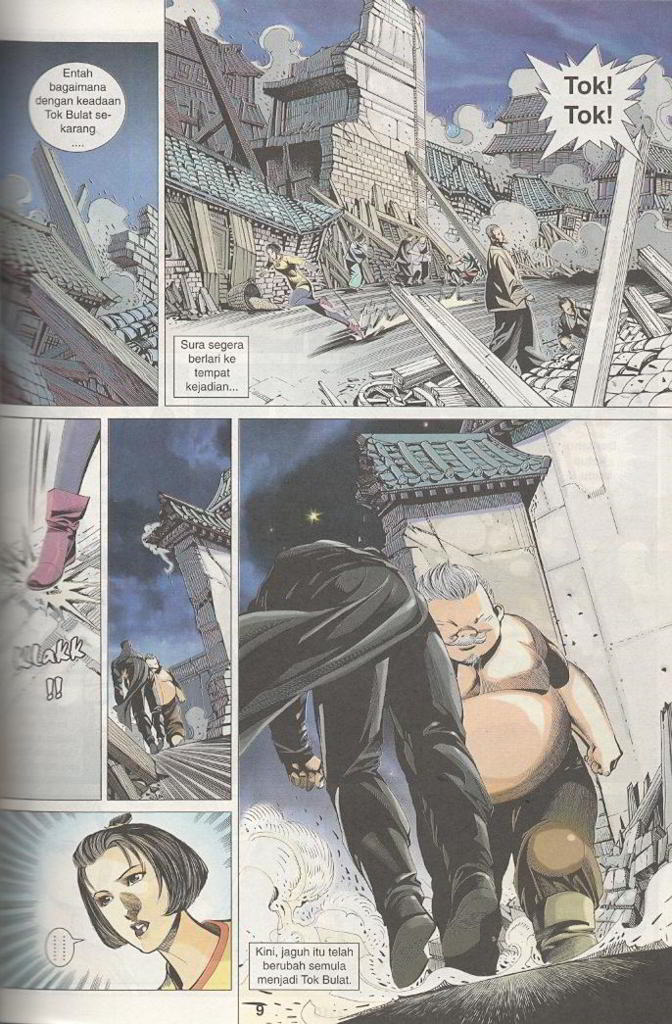 Entah
bagaimana
dengan keadaan
Tok Bulat se-
karang
....
Tok!
Tok!
Sura segera
berlari ke
tempat
kejadian...
Klakk
!!
Kini, jaguh itu telah
berubah semula
menjadi Tok Bulat.
9